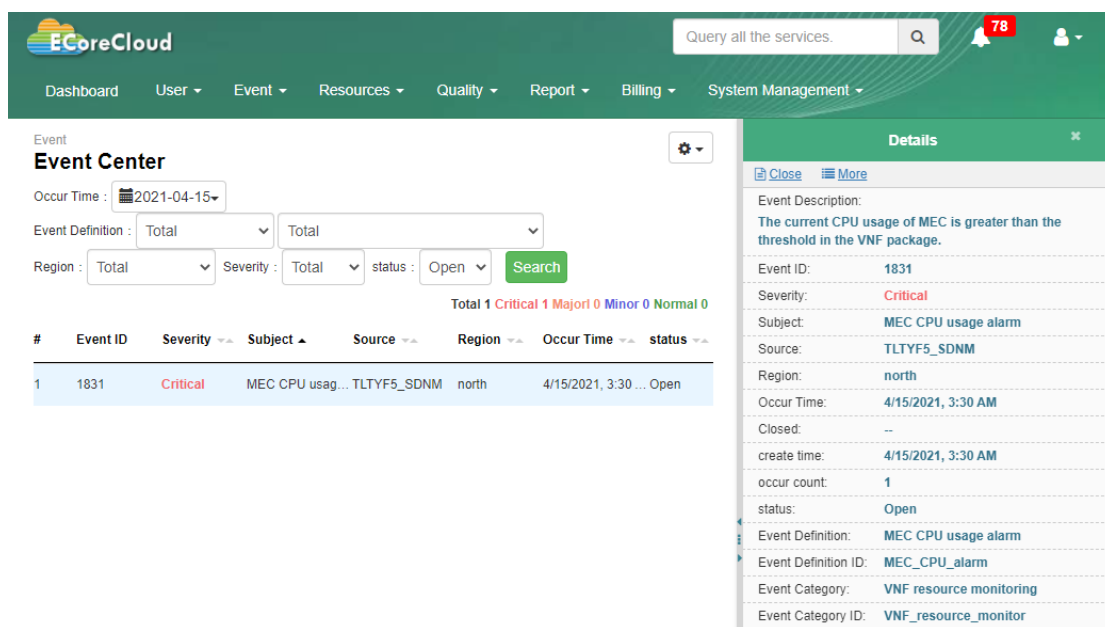 ECoreCloud
Query all the services.
78
Dashboard User Event Resources Quality Report Billing System Management
Event
Event Center
Occur Time : 2021-04-15
Event Definition : Total Total
Region : Total Severity : Total status : Open Search
Total 1 Critical 1 Majorl 0 Minor 0 Normal 0
# Event ID Severity Subject Source Region Occur Time status
1 1831 Critical MEC CPU usag... TLTYF5_SDNM north 4/15/2021, 3:30 ... Open
Details
Close More
Event Description:
The current CPU usage of MEC is greater than the
threshold in the VNF package.
Event ID: 1831
Severity: Critical
Subject: MEC CPU usage alarm
Source: TLTYF5_SDNM
Region: north
Occur Time: 4/15/2021, 3:30 AM
Closed: --
create time: 4/15/2021, 3:30 AM
occur count: 1
status: Open
Event Definition: MEC CPU usage alarm
Event Definition ID: MEC_CPU_alarm
Event Category: VNF resource monitoring
Event Category ID: VNF_resource_monitor